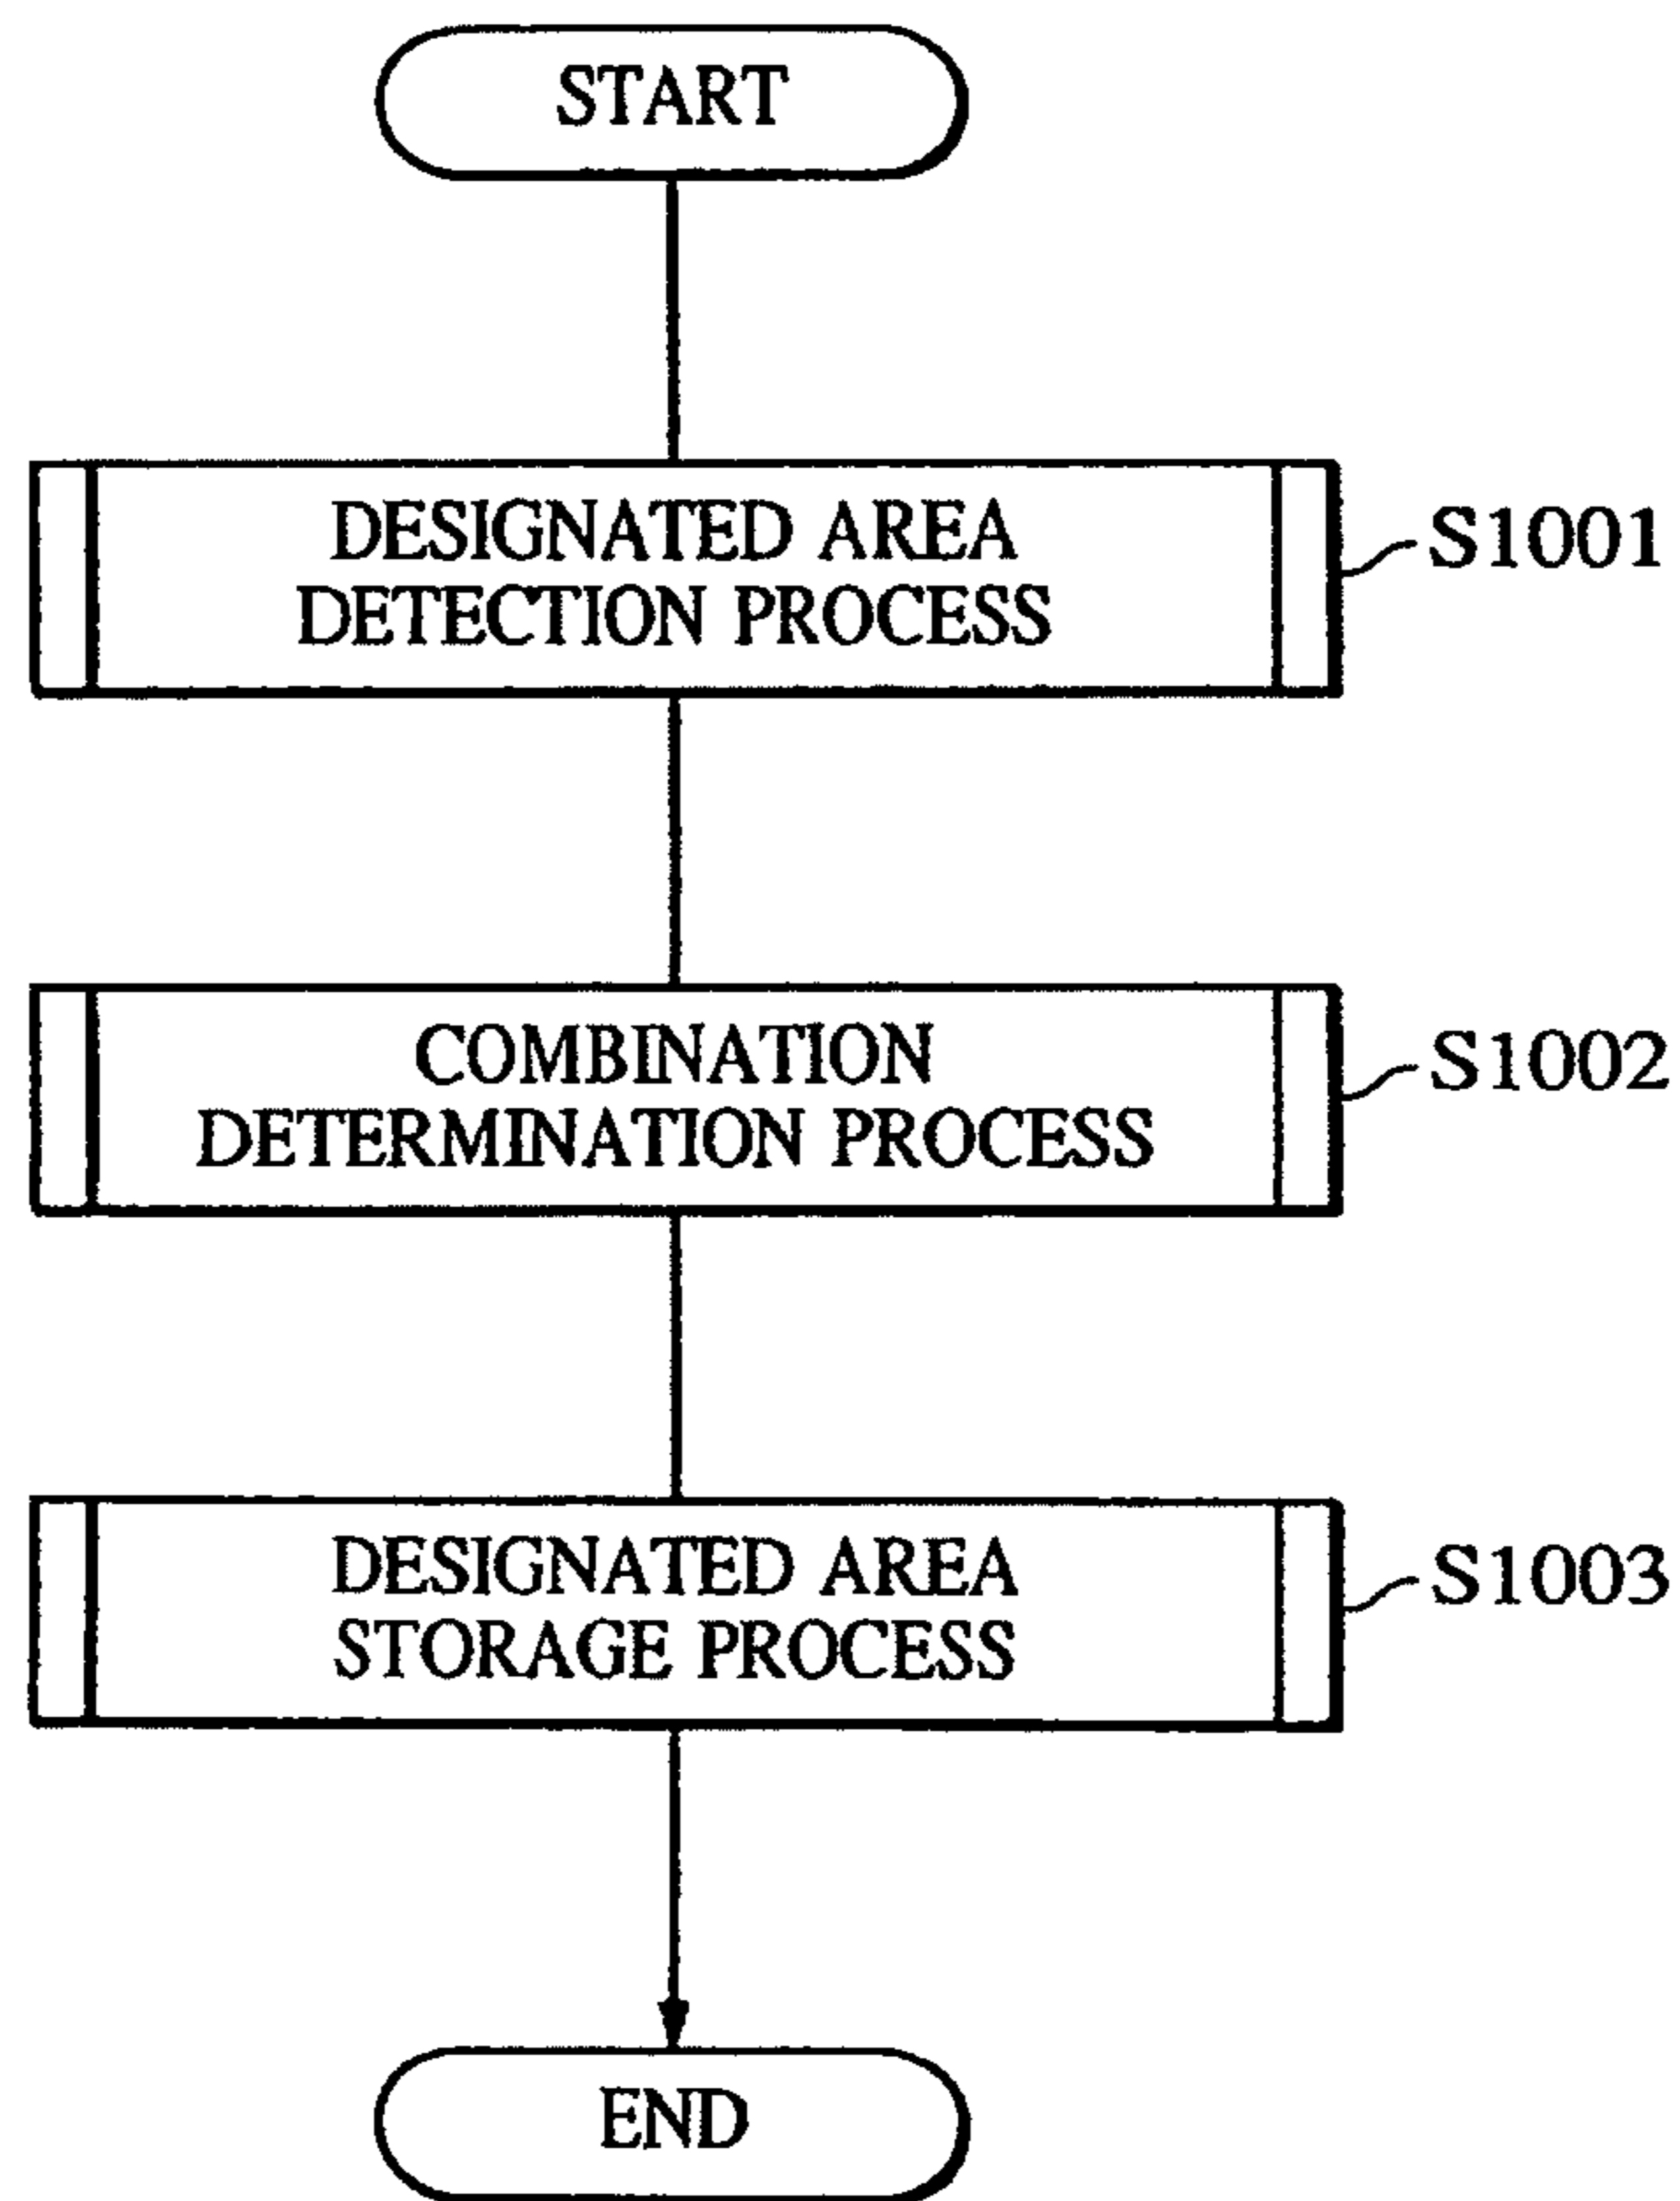 START
DESIGNATED AREA
DETECTION PROCESS
S1001
COMBINATION
DETERMINATION PROCESS
S1002
DESIGNATED AREA
STORAGE PROCESS
S1003
END